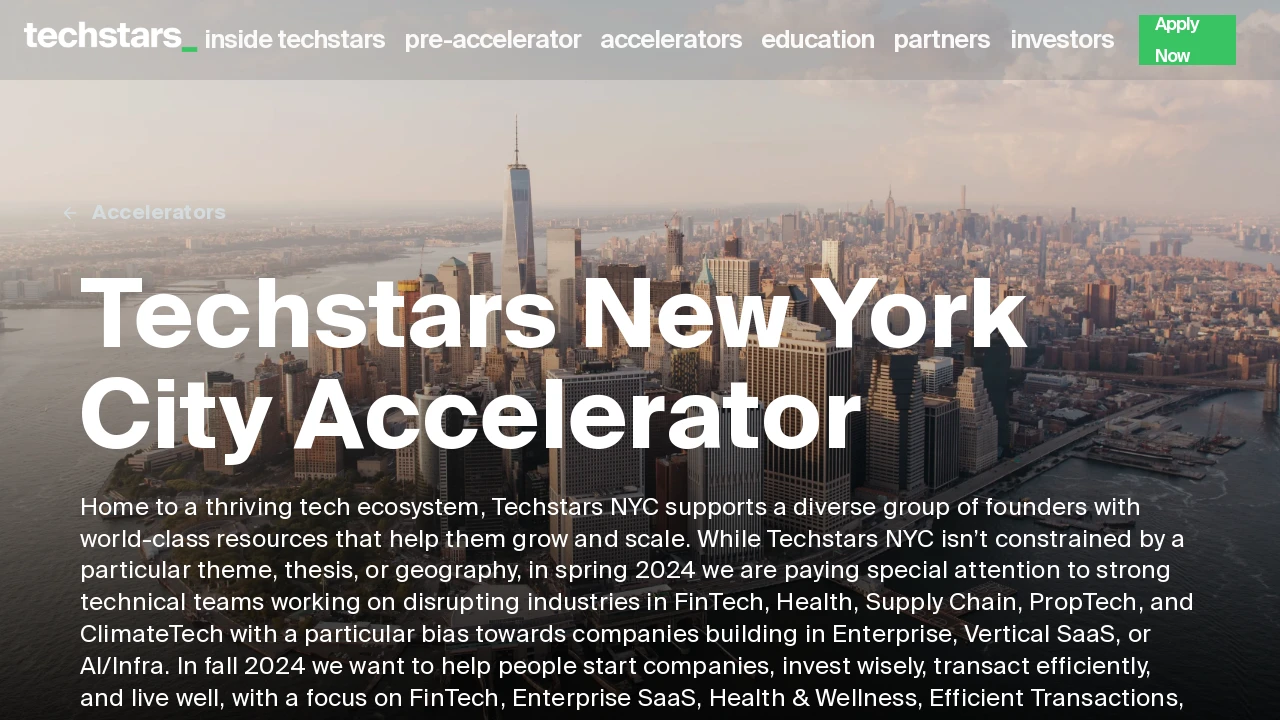 techstars_
inside techstars
pre-accelerator
accelerators
education
partners
investors
Apply
Now
← Accelerators
Techstars New York
City Accelerator
Home to a thriving tech ecosystem, Techstars NYC supports a diverse group of founders with
world-class resources that help them grow and scale. While Techstars NYC isn’t constrained by a
particular theme, thesis, or geography, in spring 2024 we are paying special attention to strong
technical teams working on disrupting industries in FinTech, Health, Supply Chain, PropTech, and
ClimateTech with a particular bias towards companies building in Enterprise, Vertical SaaS, or
AI/Infra. In fall 2024 we want to help people start companies, invest wisely, transact efficiently,
and live well, with a focus on FinTech, Enterprise SaaS, Health & Wellness, Efficient Transactions,